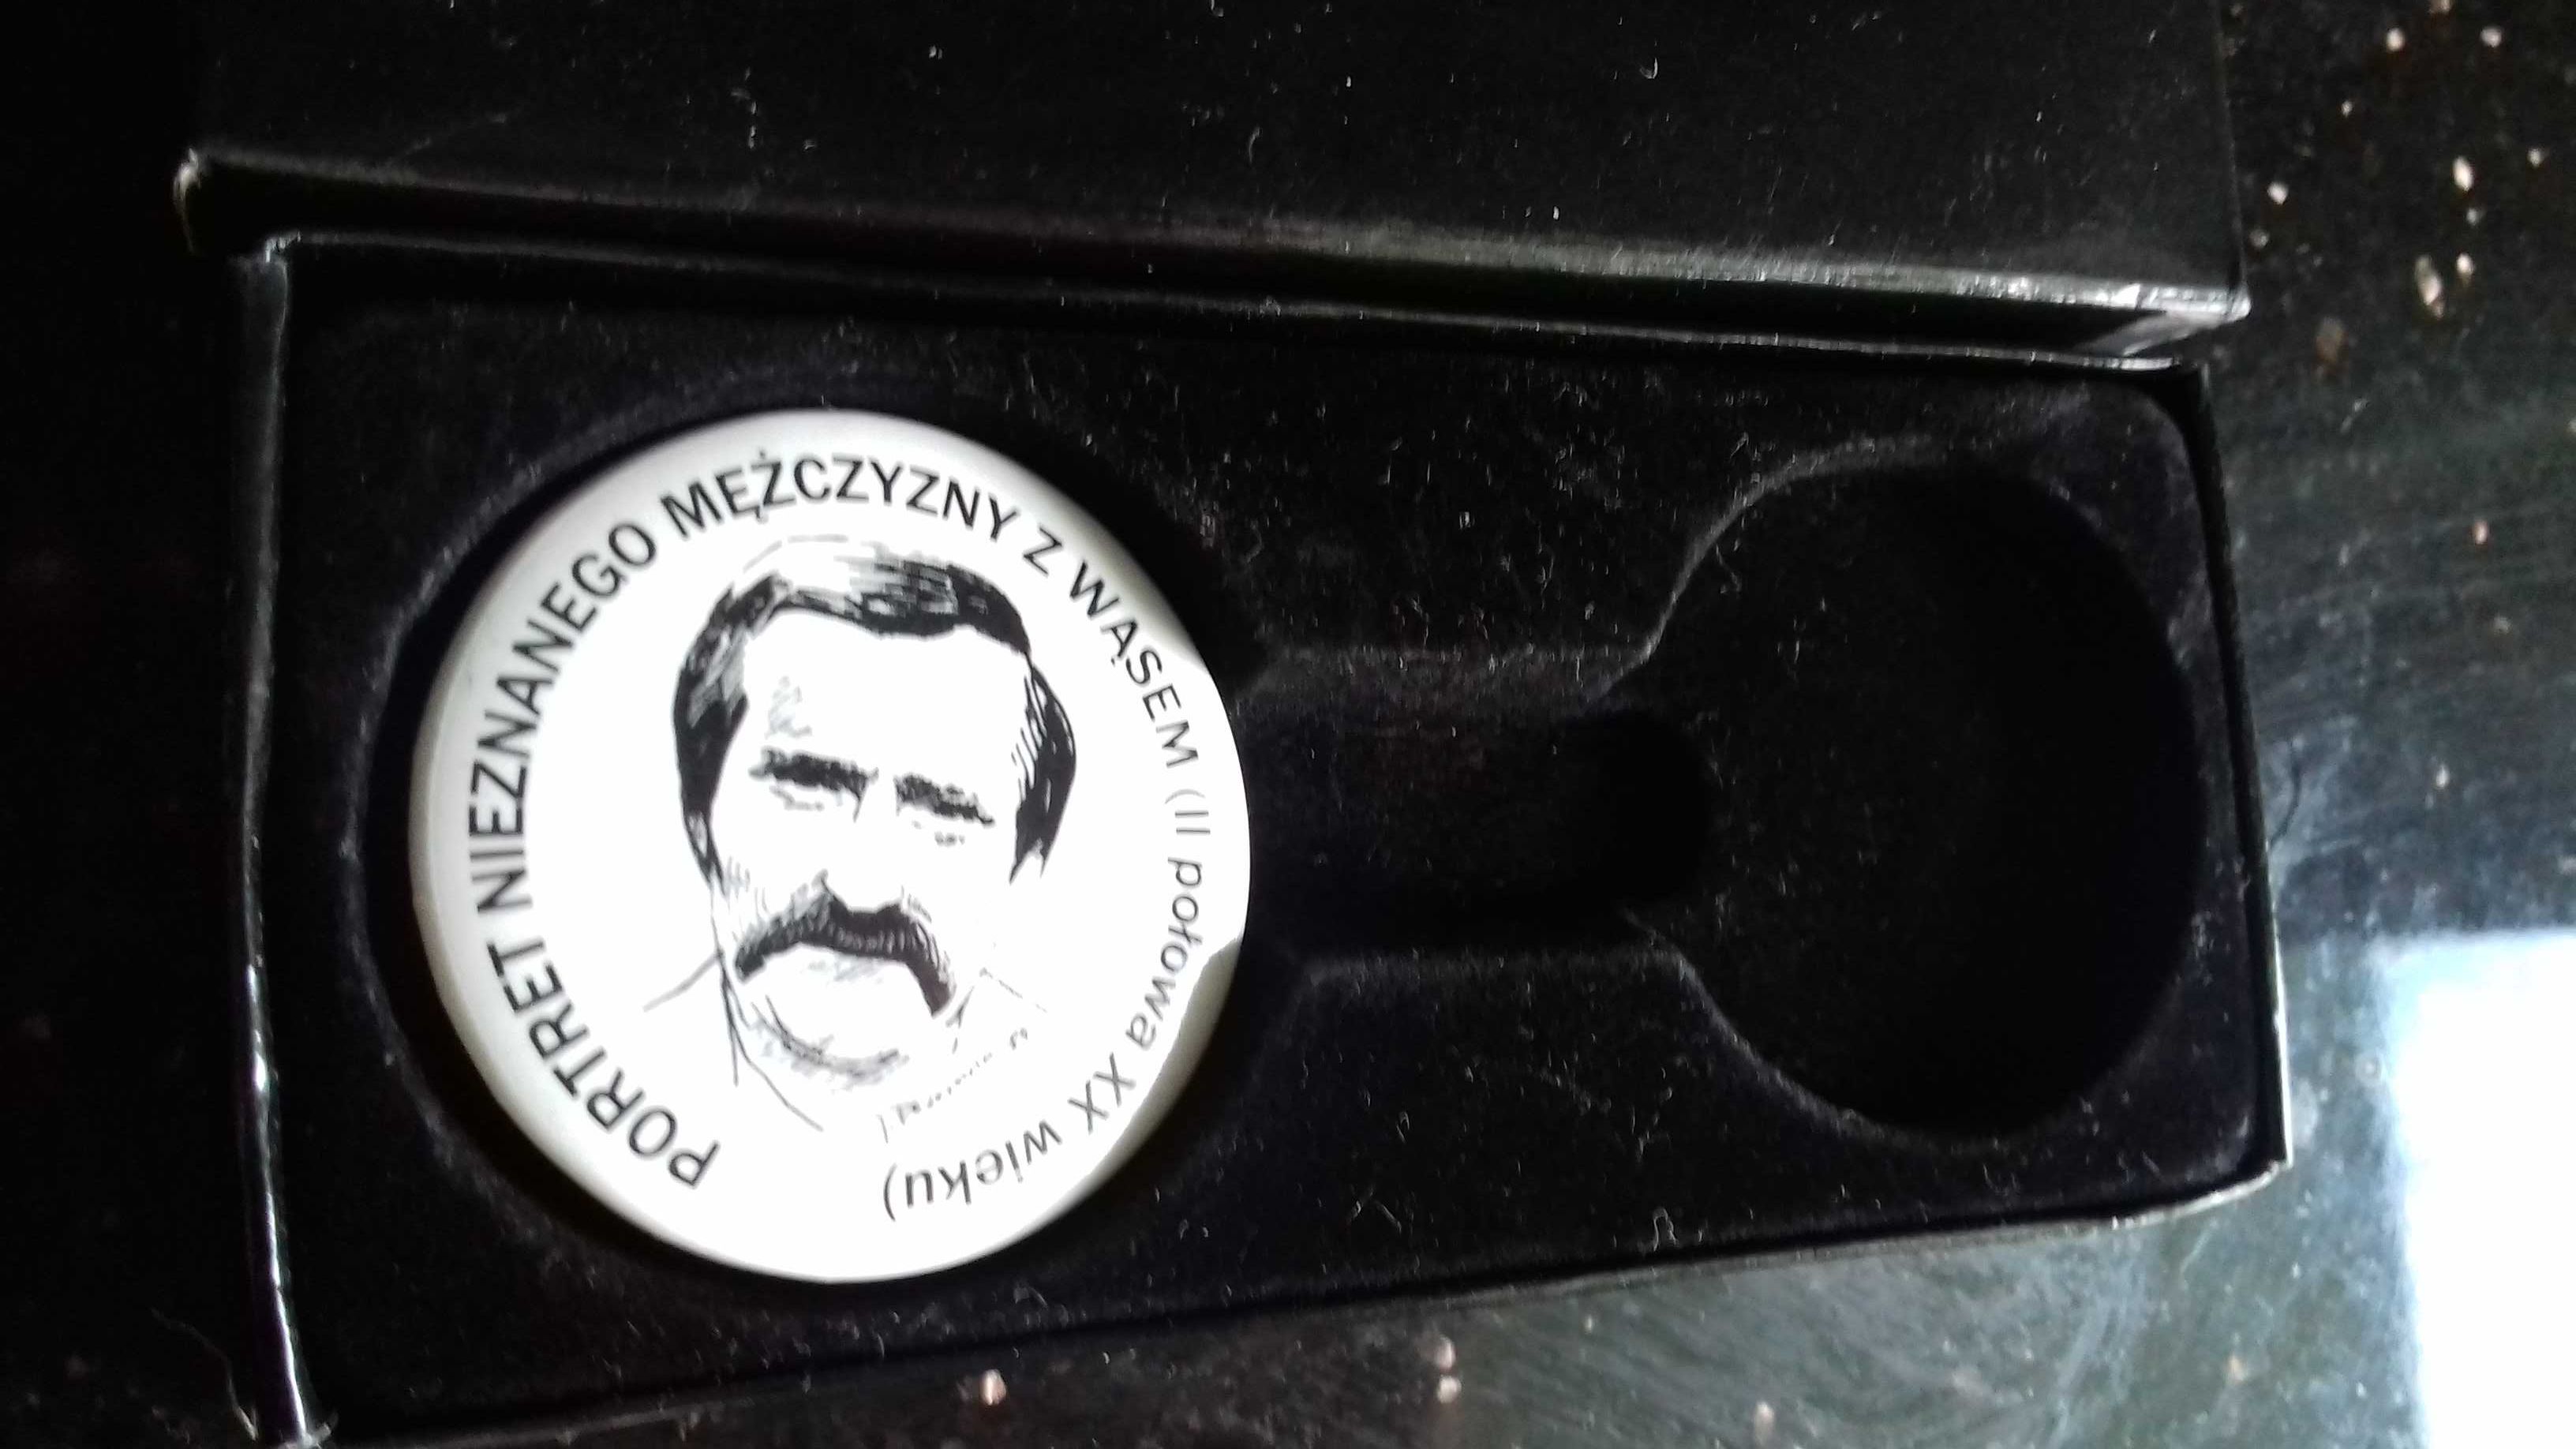 PORTRET NIEZNANEGO MĘŻCZYZNY Z WĄSEM (II połowa XX wieku)